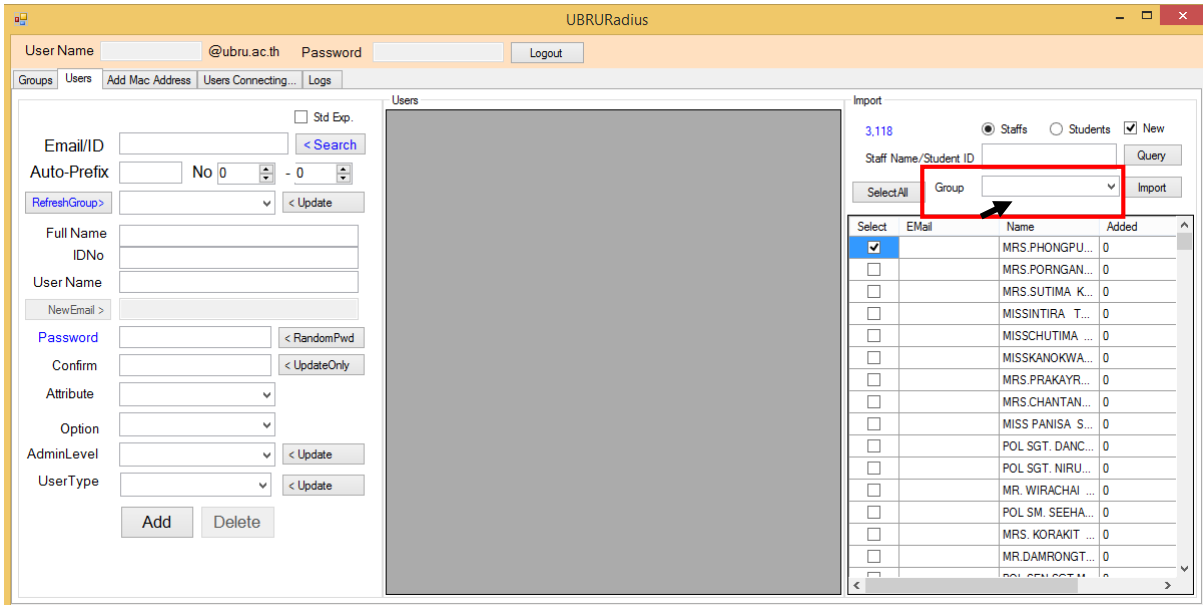 UBRURadius
User Name @ubru.ac.th Password Logout
Groups Users Add Mac Address Users Connecting... Logs
Std Exp.
Email/ID < Search
Auto-Prefix No 0 - 0
RefreshGroup> < Update
Full Name
IDNo
User Name
NewEmail >
Password < RandomPwd
Confirm < UpdateOnly
Attribute
Option
AdminLevel < Update
UserType < Update
Add Delete
Users
Import
3,118 Staffs Students New
Staff Name/Student ID Query
SelectAll Group Import
Select EMail Name Added
MRS.PHONGPU... 0
MRS.PORNGAN... 0
MRS.SUTIMA K... 0
MISSINTIRA T... 0
MISSCHUTIMA ... 0
MISSKANOKWA... 0
MRS.PRAKAYR... 0
MRS.CHANTAN... 0
MISS PANISA S... 0
POL SGT. DANC... 0
POL SGT. NIRU... 0
MR. WIRACHAI ... 0
POL SM. SEEHA... 0
MRS. KORAKIT ... 0
MR.DAMRONGT... 0